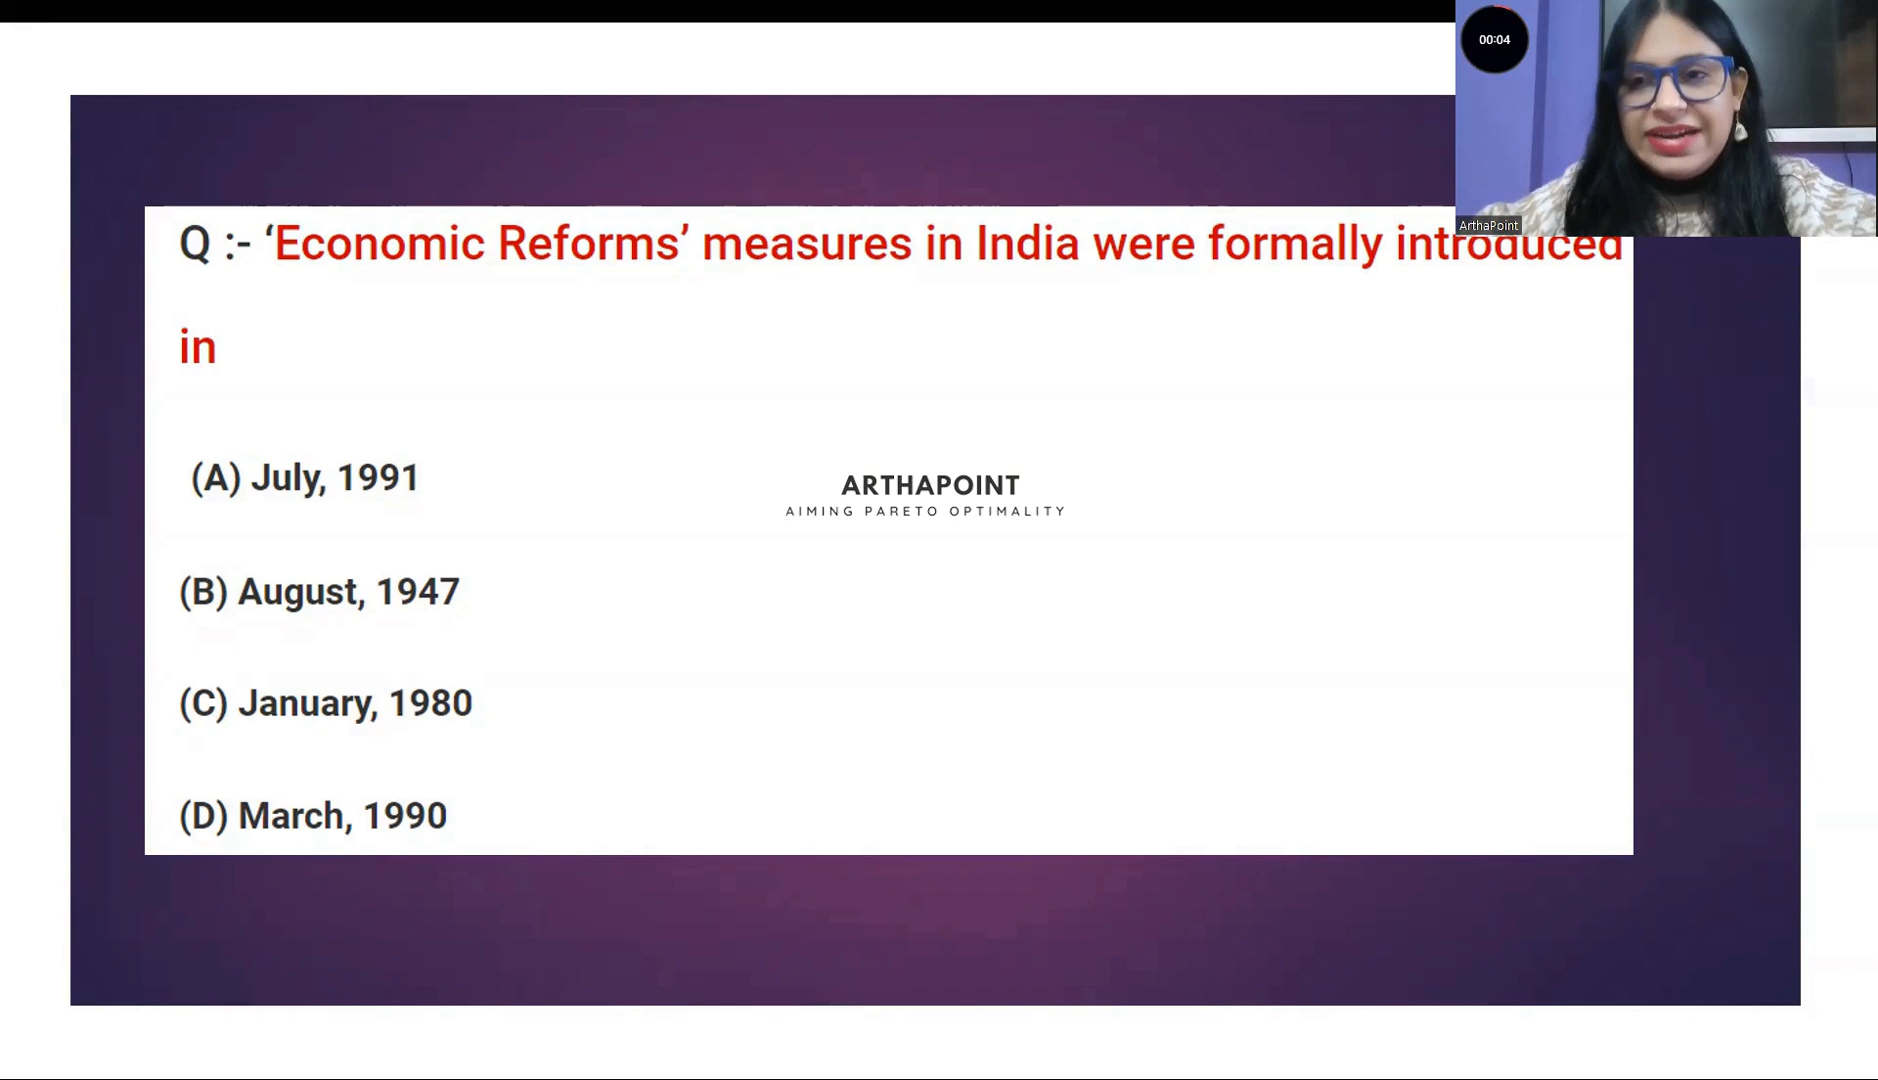 00:04
ArthaPoint
Q :- ‘Economic Reforms’ measures in India were formally introduced
in
(A) July, 1991
ARTHAPOINT
AIMING PARETO OPTIMALITY
(B) August, 1947
(C) January, 1980
(D) March, 1990